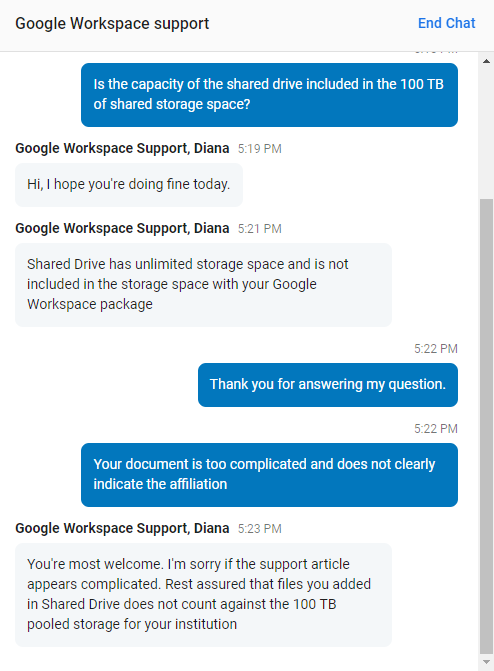 Google Workspace support
End Chat
Is the capacity of the shared drive included in the 100 TB
of shared storage space?
Google Workspace Support, Diana 5:19 PM
Hi, I hope you're doing fine today.
Google Workspace Support, Diana 5:21 PM
Shared Drive has unlimited storage space and is not
included in the storage space with your Google
Workspace package
5:22 PM
Thank you for answering my question.
5:22 PM
Your document is too complicated and does not clearly
indicate the affiliation
Google Workspace Support, Diana 5:23 PM
You're most welcome. I'm sorry if the support article
appears complicated. Rest assured that files you added
in Shared Drive does not count against the 100 TB
pooled storage for your institution